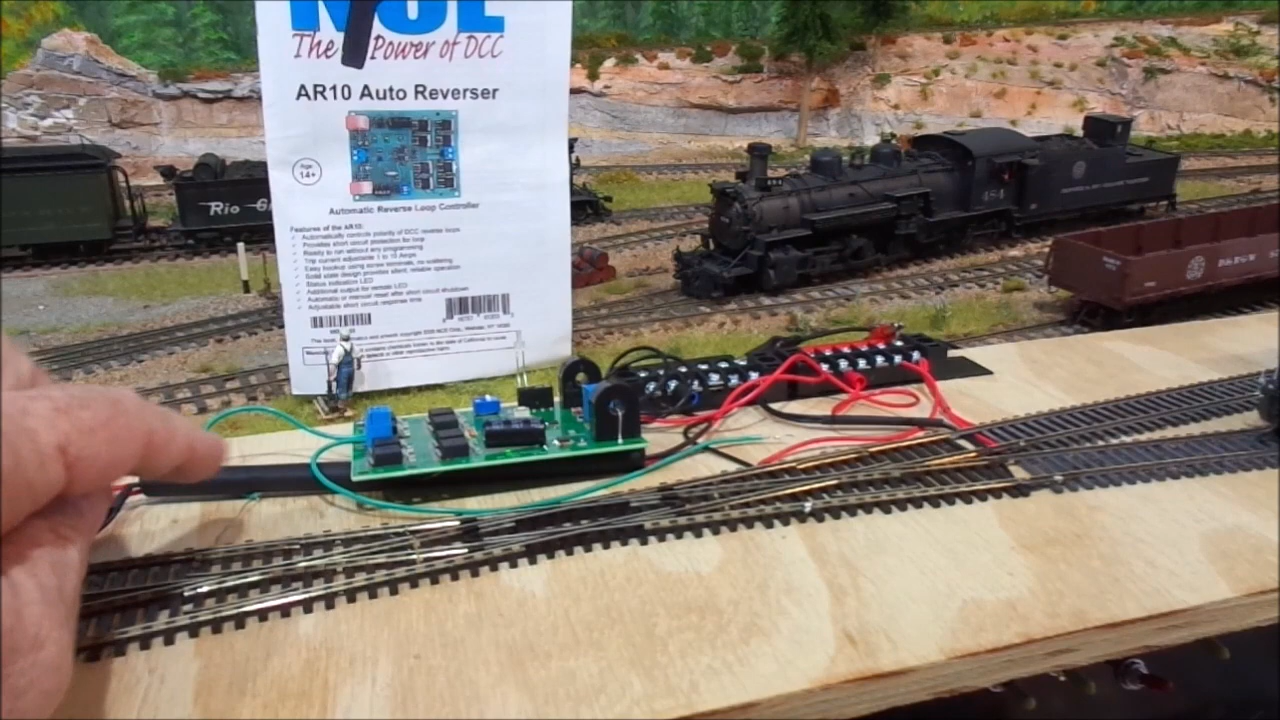 NCE
The Power of DCC
AR10 Auto Reverser
Age
14+
Automatic Reverse Loop Controller
Features of the AR10:
Automatically controls polarity of DCC reverse loops
Provides short circuit protection for loop
Ready to run without any programming
Trip current adjustable 1 to 10 Amps
Easy hookup using screw terminals, no soldering
Solid state design provides silent, reliable operation
Status indication LED
Additional output for remote LED
Automatic or manual reset after short circuit shutdown
Adjustable short circuit response time
Rio G
484
D&RGW